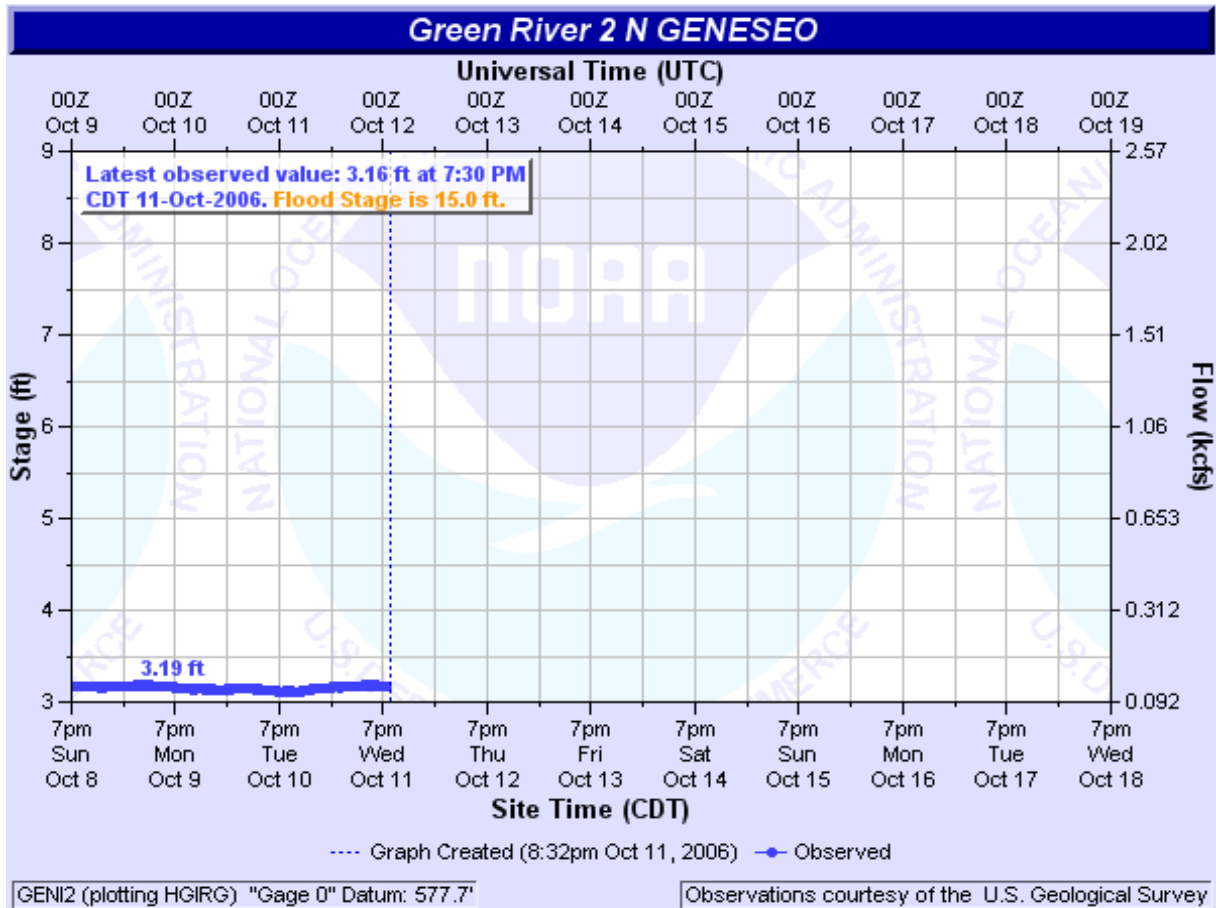 Green River 2 N GENESEO
Universal Time (UTC)
00Z 00Z 00Z 00Z 00Z 00Z 00Z 00Z 00Z 00Z 00Z
Oct 9 Oct 10 Oct 11 Oct 12 Oct 13 Oct 14 Oct 15 Oct 16 Oct 17 Oct 18 Oct 19
Latest observed value: 3.16 ft at 7:30 PM
CDT 11-Oct-2006. Flood Stage is 15.0 ft.
Stage (ft)
9
8
7
6
5
4
3
Flow (kcfs)
2.57
2.02
1.51
1.06
0.653
0.312
0.092
NOAA
NATIONAL OCEANIC ADMINISTRATION
3.19 ft
7pm 7pm 7pm 7pm 7pm 7pm 7pm 7pm 7pm 7pm 7pm
Sun Mon Tue Wed Thu Fri Sat Sun Mon Tue Wed
Oct 8 Oct 9 Oct 10 Oct 11 Oct 12 Oct 13 Oct 14 Oct 15 Oct 16 Oct 17 Oct 18
Site Time (CDT)
Graph Created (8:32pm Oct 11, 2006) Observed
GENI2 (plotting HGIRG) "Gage 0" Datum: 577.7'
Observations courtesy of the U.S. Geological Survey